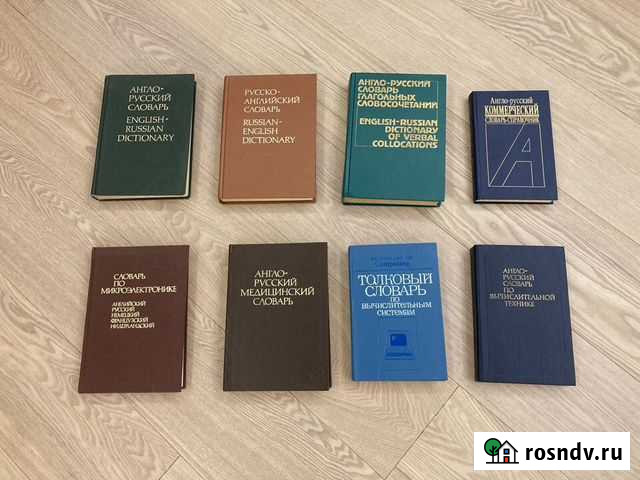 АНГЛО-
РУССКИЙ
СЛОВАРЬ
ENGLISH-
RUSSIAN
DICTIONARY
РУССКО-
АНГЛИЙСКИЙ
СЛОВАРЬ
RUSSIAN-
ENGLISH
DICTIONARY
АНГЛО-РУССКИЙ
СЛОВАРЬ
ГЛАГОЛЬНЫХ
СЛОВОСОЧЕТАНИЙ
ENGLISH-RUSSIAN
DICTIONARY
OF VERBAL
COLLOCATIONS
Англо-русский
КОММЕРЧЕСКИЙ
СЛОВАРЬ-СПРАВОЧНИК
А
СЛОВАРЬ
ПО
МИКРОЭЛЕКТРОНИКЕ
АНГЛИЙСКИЙ
РУССКИЙ
НЕМЕЦКИЙ
ФРАНЦУЗСКИЙ
НИДЕРЛАНДСКИЙ
АНГЛО-
РУССКИЙ
МЕДИЦИНСКИЙ
СЛОВАРЬ
ТОЛКОВЫЙ
СЛОВАРЬ
ПО
ВЫЧИСЛИТЕЛЬНЫМ
СИСТЕМАМ
АНГЛО-
РУССКИЙ
СЛОВАРЬ
ПО
ВЫЧИСЛИТЕЛЬНОЙ
ТЕХНИКЕ
rosndv.ru